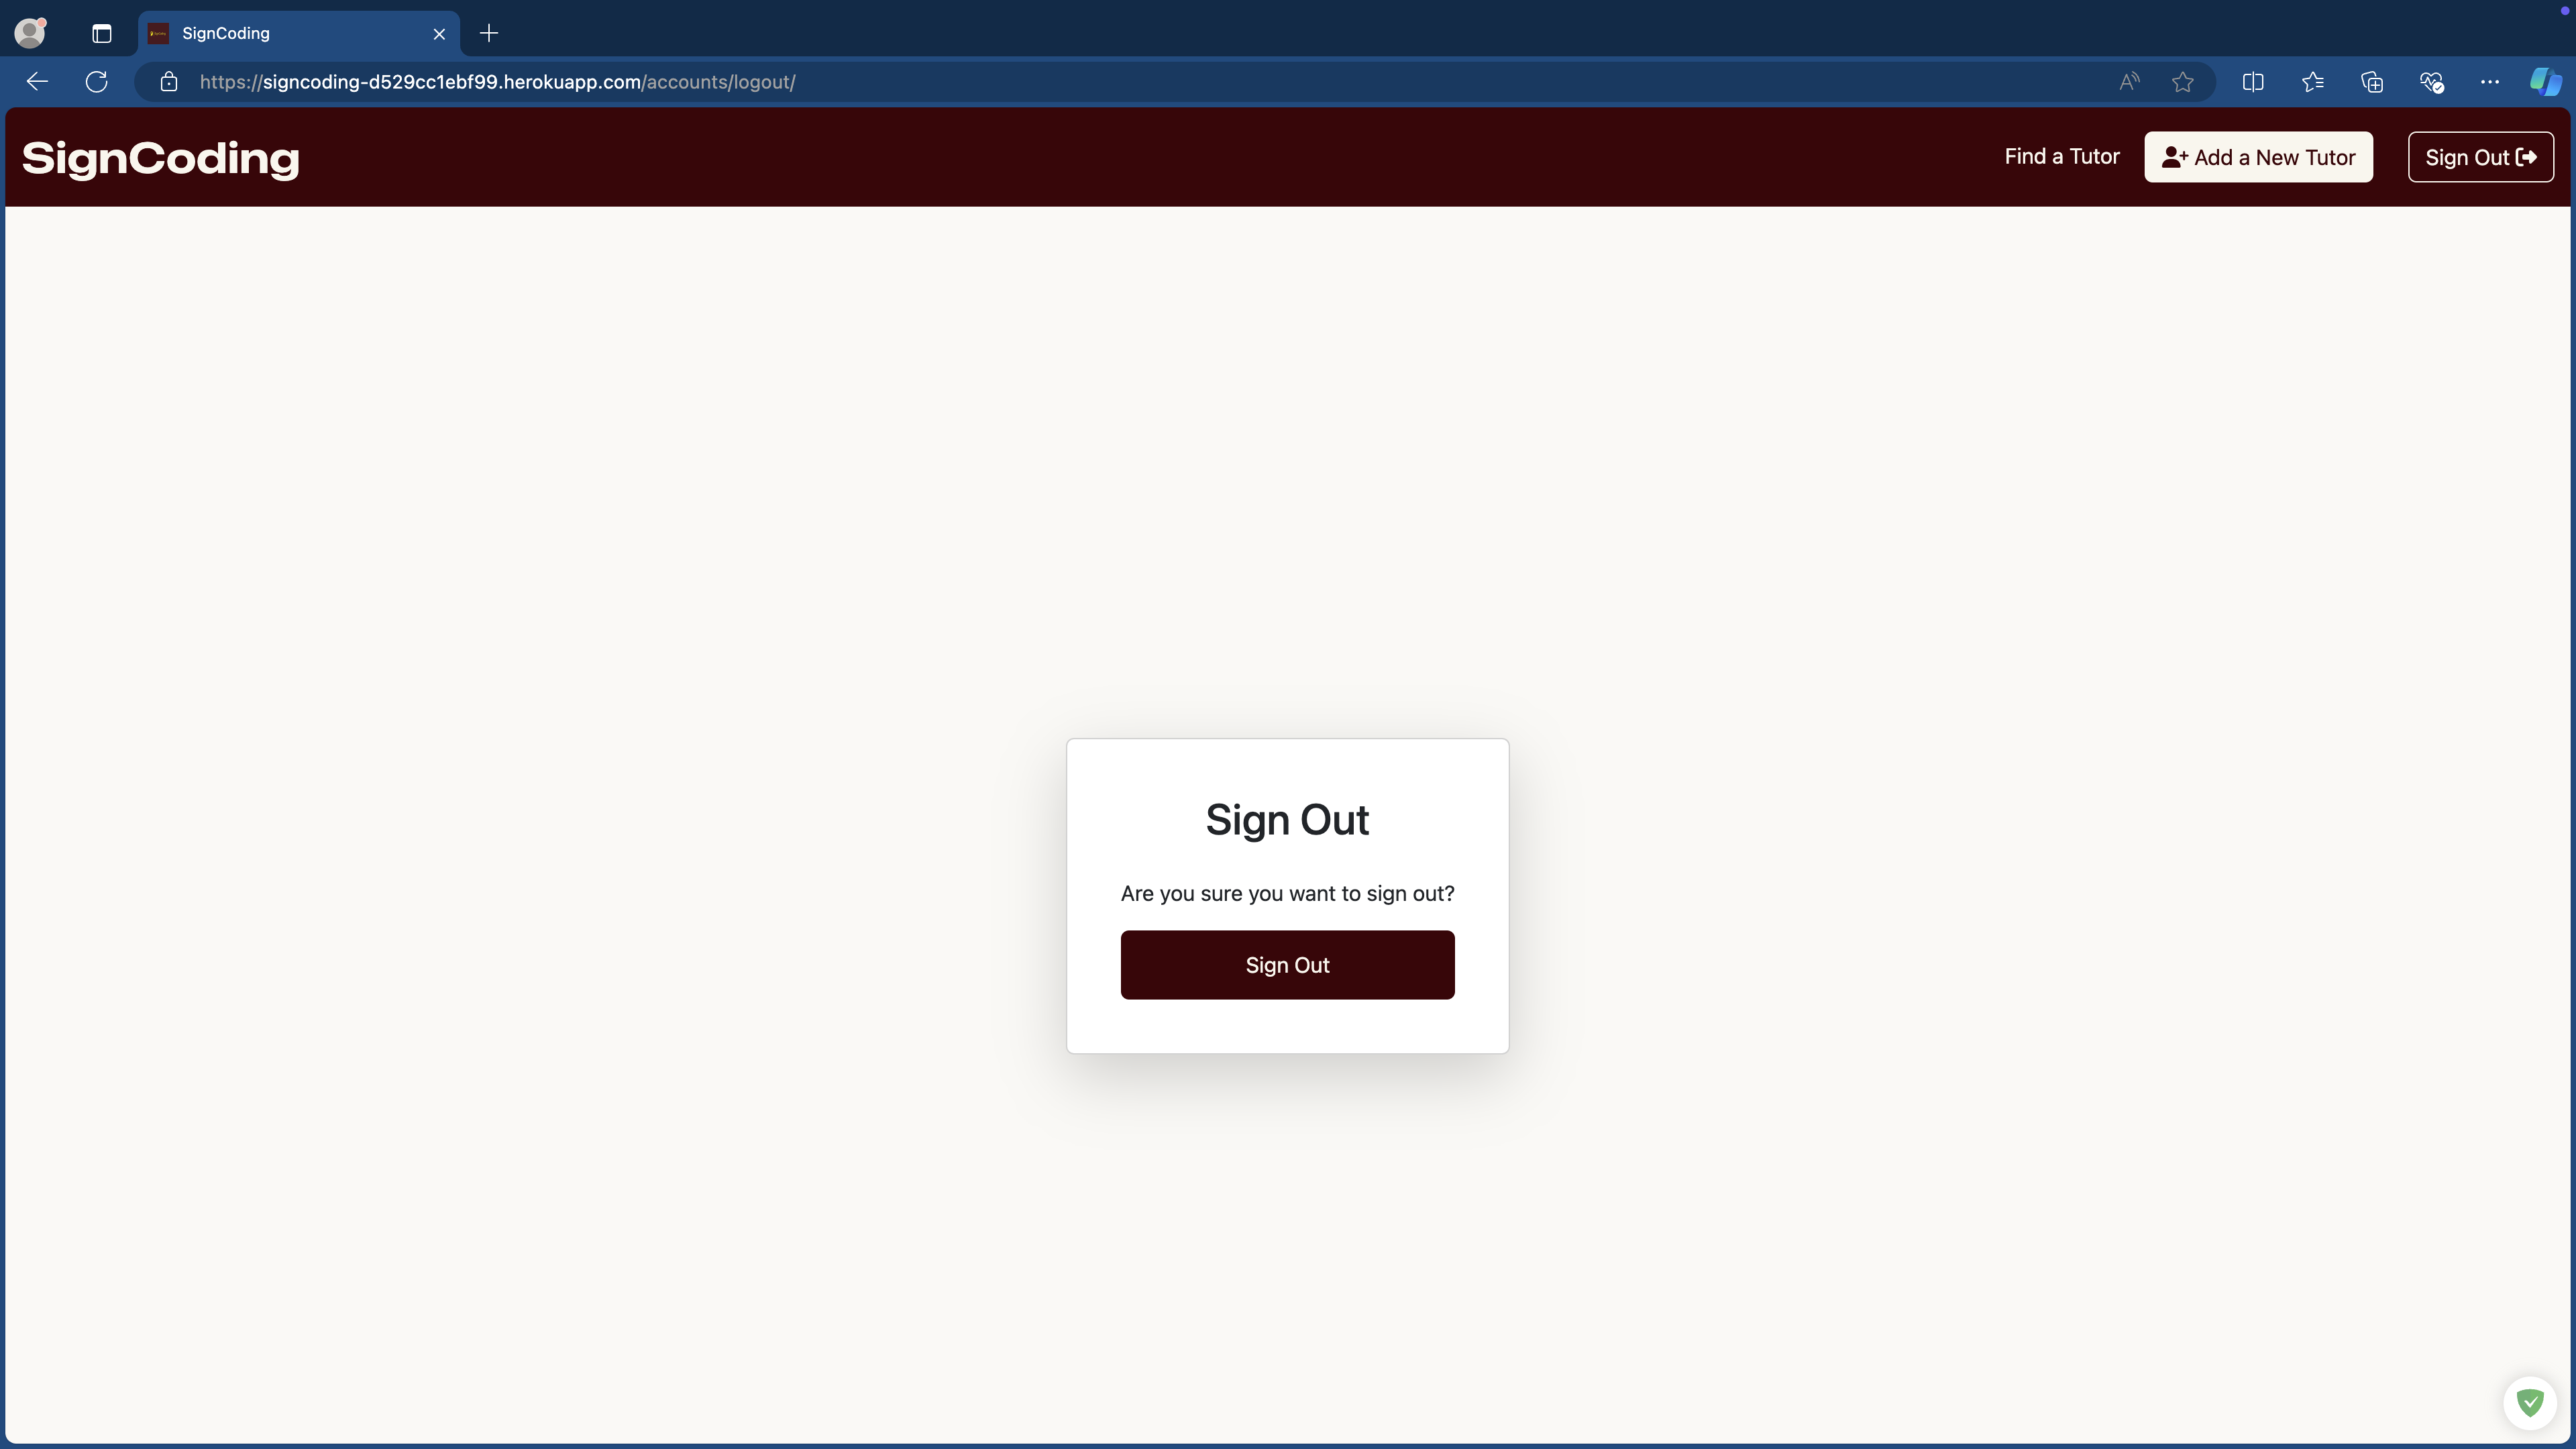 SignCoding
https://signcoding-d529cc1ebf99.herokuapp.com/accounts/logout/
SignCoding
Find a Tutor
Add a New Tutor
Sign Out
Sign Out
Are you sure you want to sign out?
Sign Out